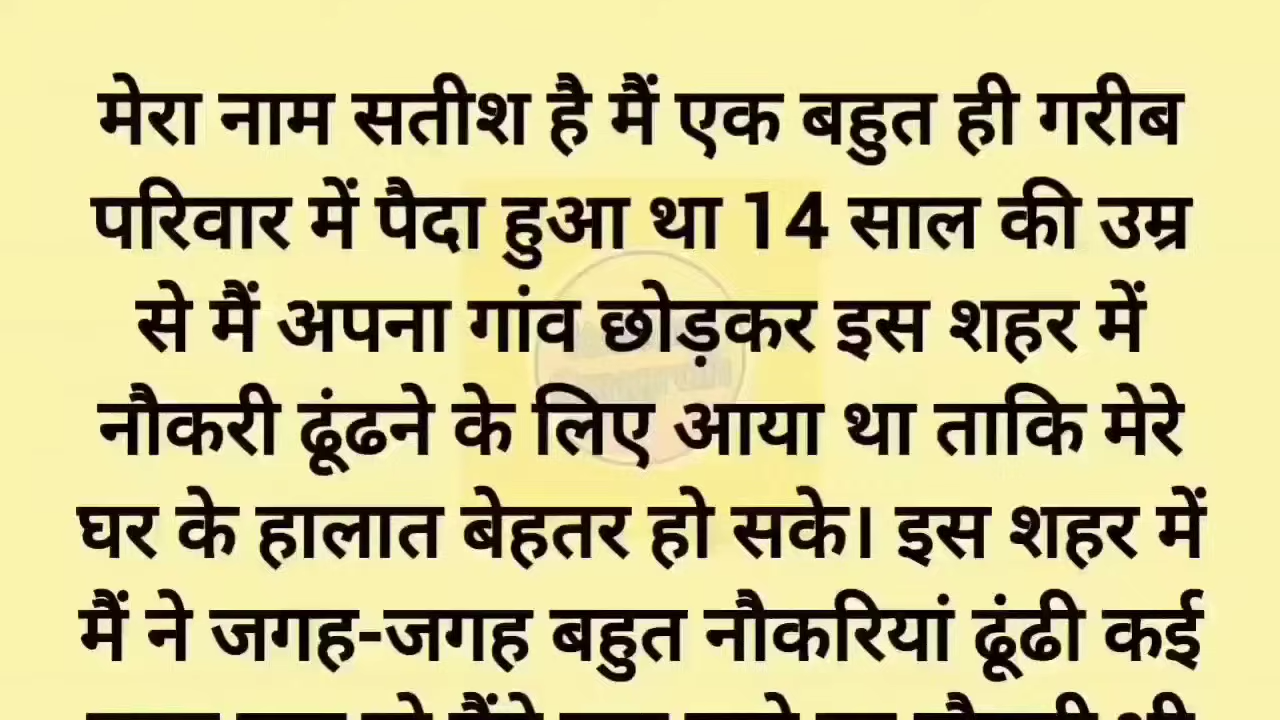 मेरा नाम सतीश है मैं एक बहुत ही गरीब
परिवार में पैदा हुआ था 14 साल की उम्र
से मैं अपना गांव छोड़कर इस शहर में
नौकरी ढूंढने के लिए आया था ताकि मेरे
घर के हालात बेहतर हो सके। इस शहर में
मैं ने जगह-जगह बहुत नौकरियां ढूंढी कई